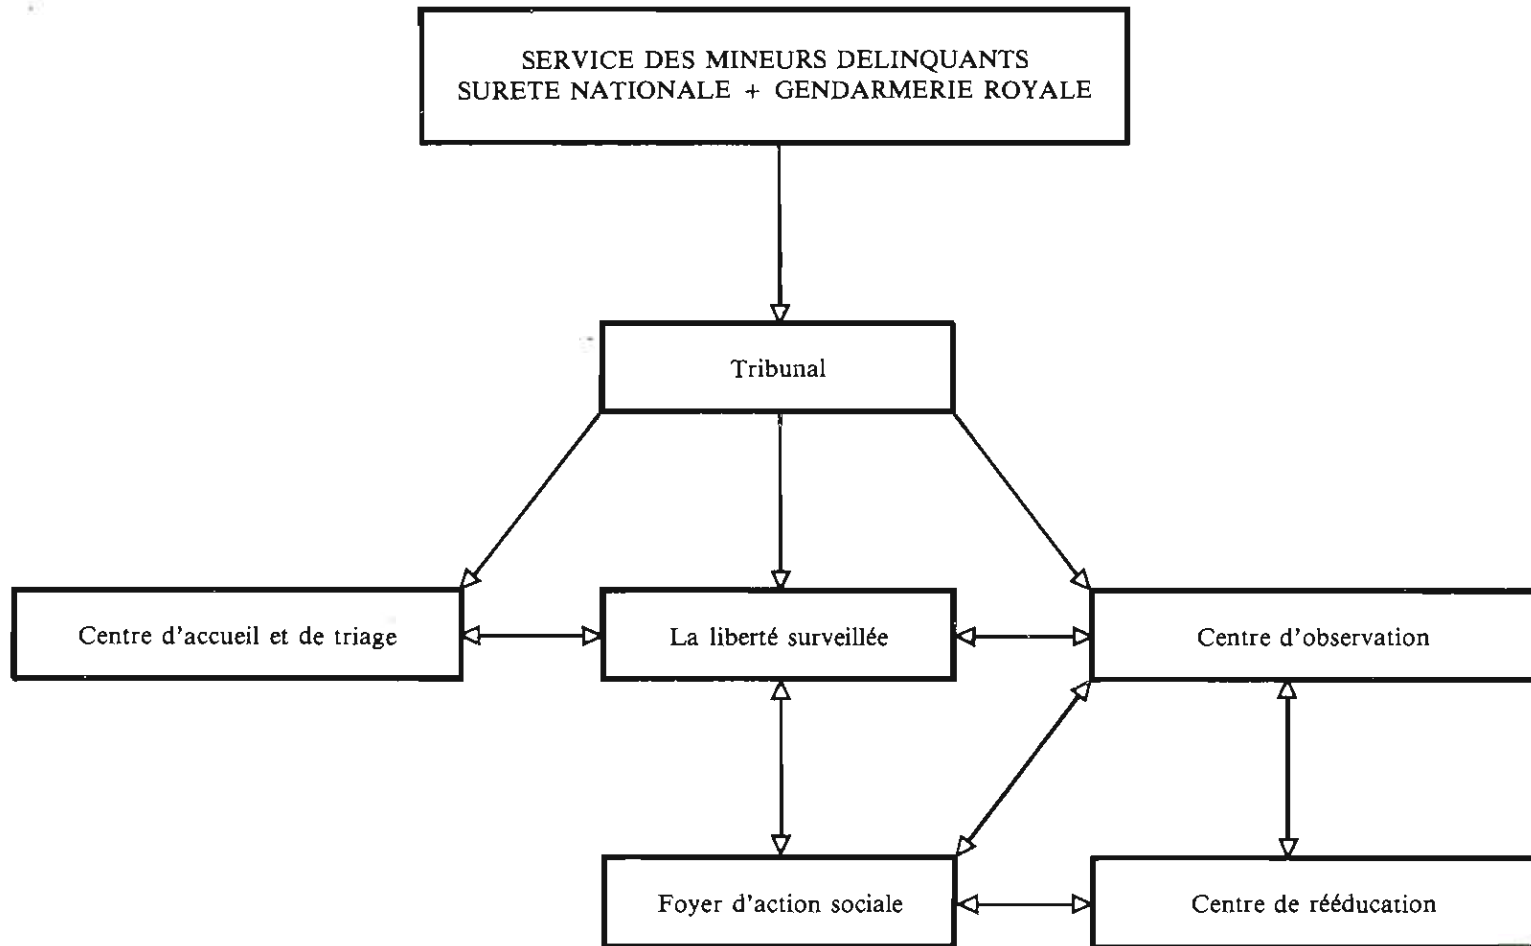 SERVICE DES MINEURS DELINQUANTS
SURETE NATIONALE + GENDARMERIE ROYALE
Tribunal
Centre d'accueil et de triage
La liberté surveillée
Centre d'observation
Foyer d'action sociale
Centre de rééducation